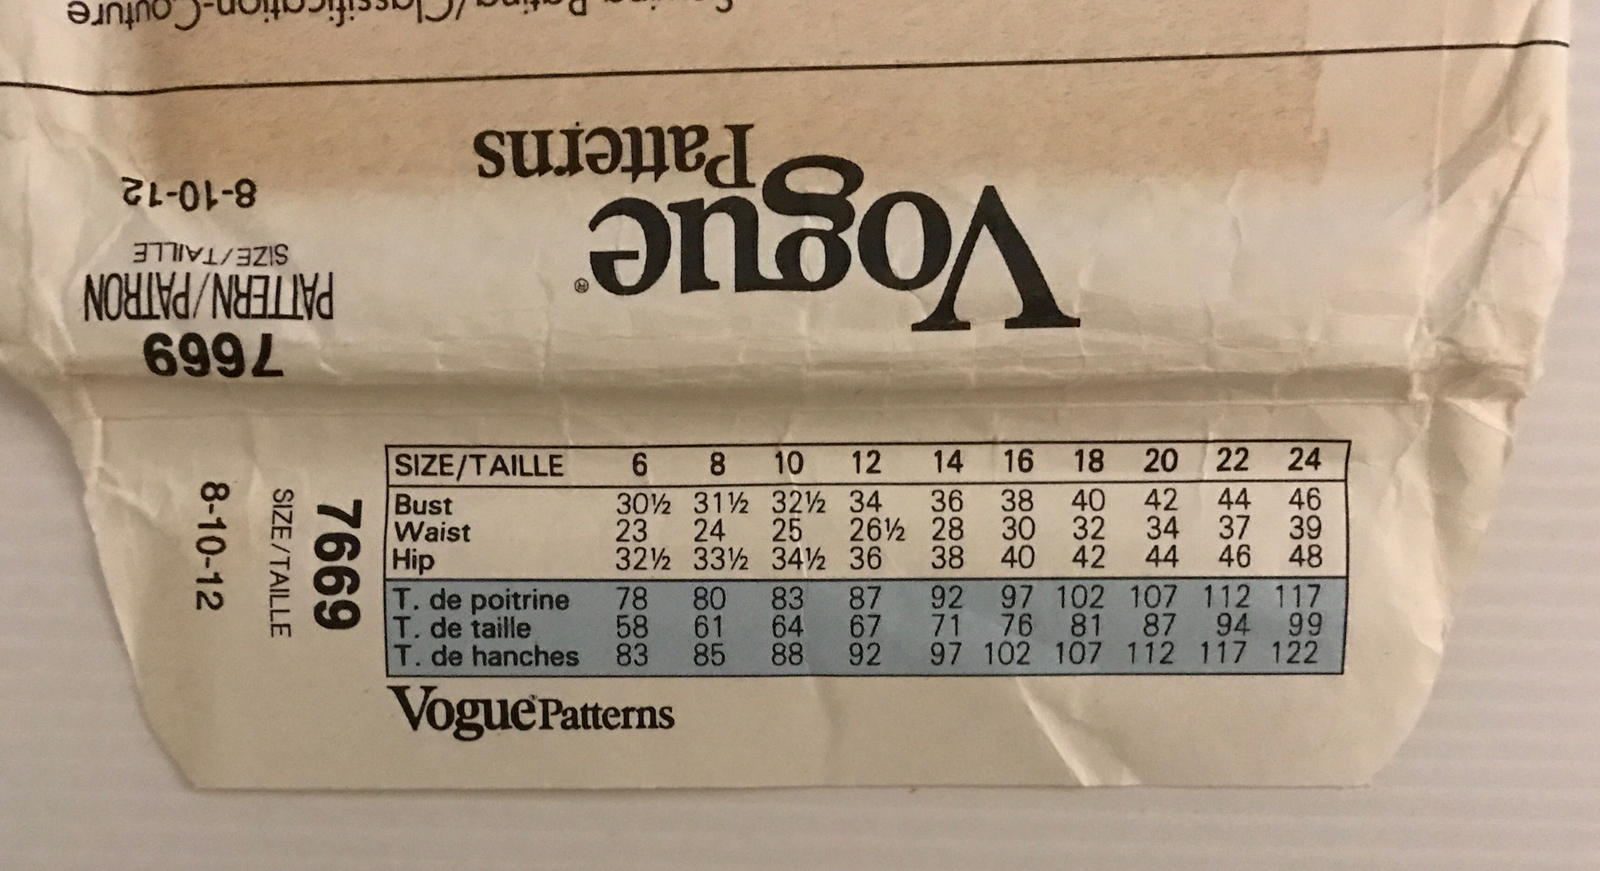 Sewing Rating/Classification-Couture
Vogue®
Patterns
7669
PATTERN/PATRON
SIZE/TAILLE
8-10-12
7669
SIZE/TAILLE
8-10-12
SIZE/TAILLE 6 8 10 12 14 16 18 20 22 24
Bust 30½ 31½ 32½ 34 36 38 40 42 44 46
Waist 23 24 25 26½ 28 30 32 34 37 39
Hip 32½ 33½ 34½ 36 38 40 42 44 46 48
T. de poitrine 78 80 83 87 92 97 102 107 112 117
T. de taille 58 61 64 67 71 76 81 87 94 99
T. de hanches 83 85 88 92 97 102 107 112 117 122
Vogue Patterns